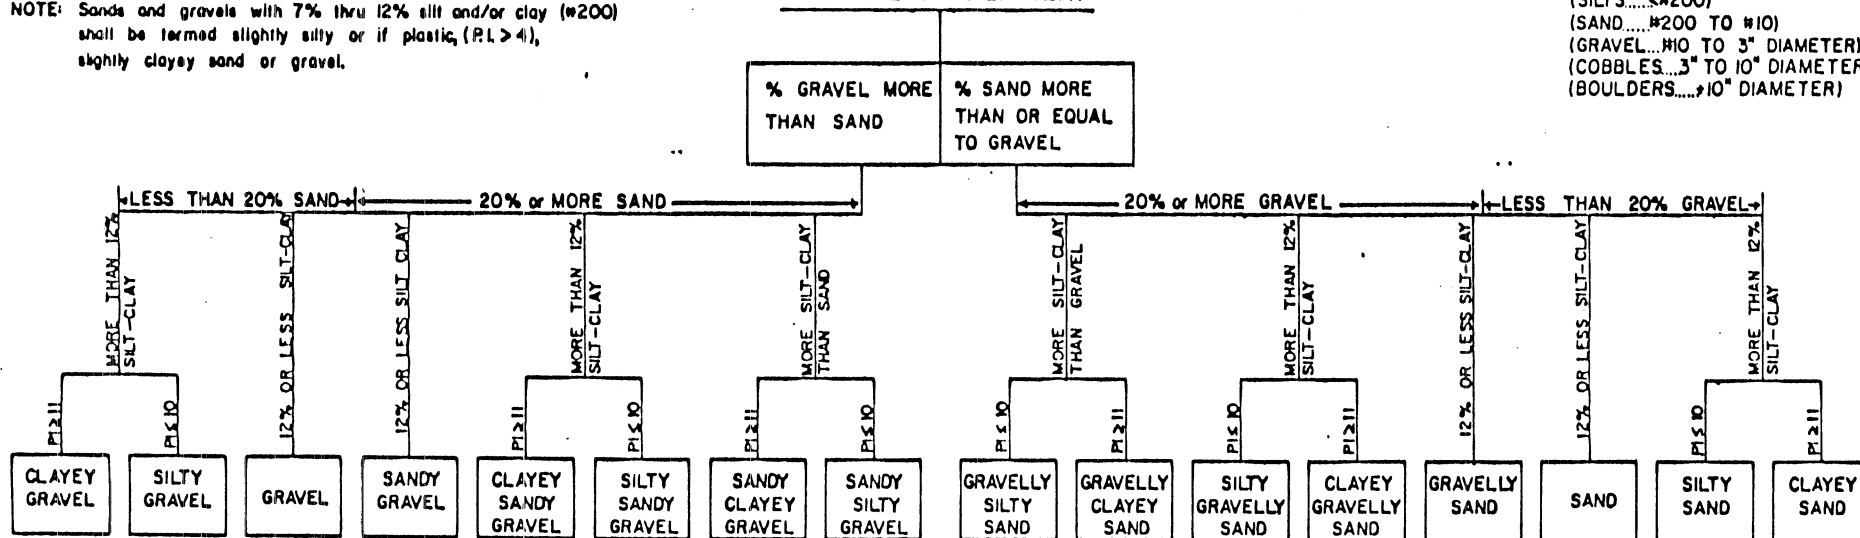 NOTE: Sands and gravels with 7% thru 12% silt and/or clay (#200)
shall be termed slightly silty or if plastic, (P.I. > 4),
slightly clayey sand or gravel.
(SAND.....#200 TO #10)
(GRAVEL...#10 TO 3" DIAMETER)
(COBBLES...3" TO 10" DIAMETER
(BOULDERS.....+10" DIAMETER)
% GRAVEL MORE
THAN SAND
% SAND MORE
THAN OR EQUAL
TO GRAVEL
LESS THAN 20% SAND
20% or MORE SAND
20% or MORE GRAVEL
LESS THAN 20% GRAVEL
MORE THAN 12%
SILT-CLAY
12% OR LESS SILT-CLAY
12% OR LESS SILT CLAY
MORE THAN 12%
SILT-CLAY
MORE SILT-CLAY
THAN SAND
MORE SILT-CLAY
THAN GRAVEL
MORE THAN 12%
SILT-CLAY
12% OR LESS SILT-CLAY
12% OR LESS SILT-CLAY
MORE THAN 12%
SILT-CLAY
PI ≥ 11
PI ≤ 10
PI ≥ 11
PI ≤ 10
PI ≥ 11
PI ≤ 10
PI ≤ 10
PI ≥ 11
PI ≤ 10
PI ≥ 11
PI ≤ 10
PI ≥ 11
CLAYEY
GRAVEL
SILTY
GRAVEL
GRAVEL
SANDY
GRAVEL
CLAYEY
SANDY
GRAVEL
SILTY
SANDY
GRAVEL
SANDY
CLAYEY
GRAVEL
SANDY
SILTY
GRAVEL
GRAVELLY
SILTY
SAND
GRAVELLY
CLAYEY
SAND
SILTY
GRAVELLY
SAND
CLAYEY
GRAVELLY
SAND
GRAVELLY
SAND
SAND
SILTY
SAND
CLAYEY
SAND